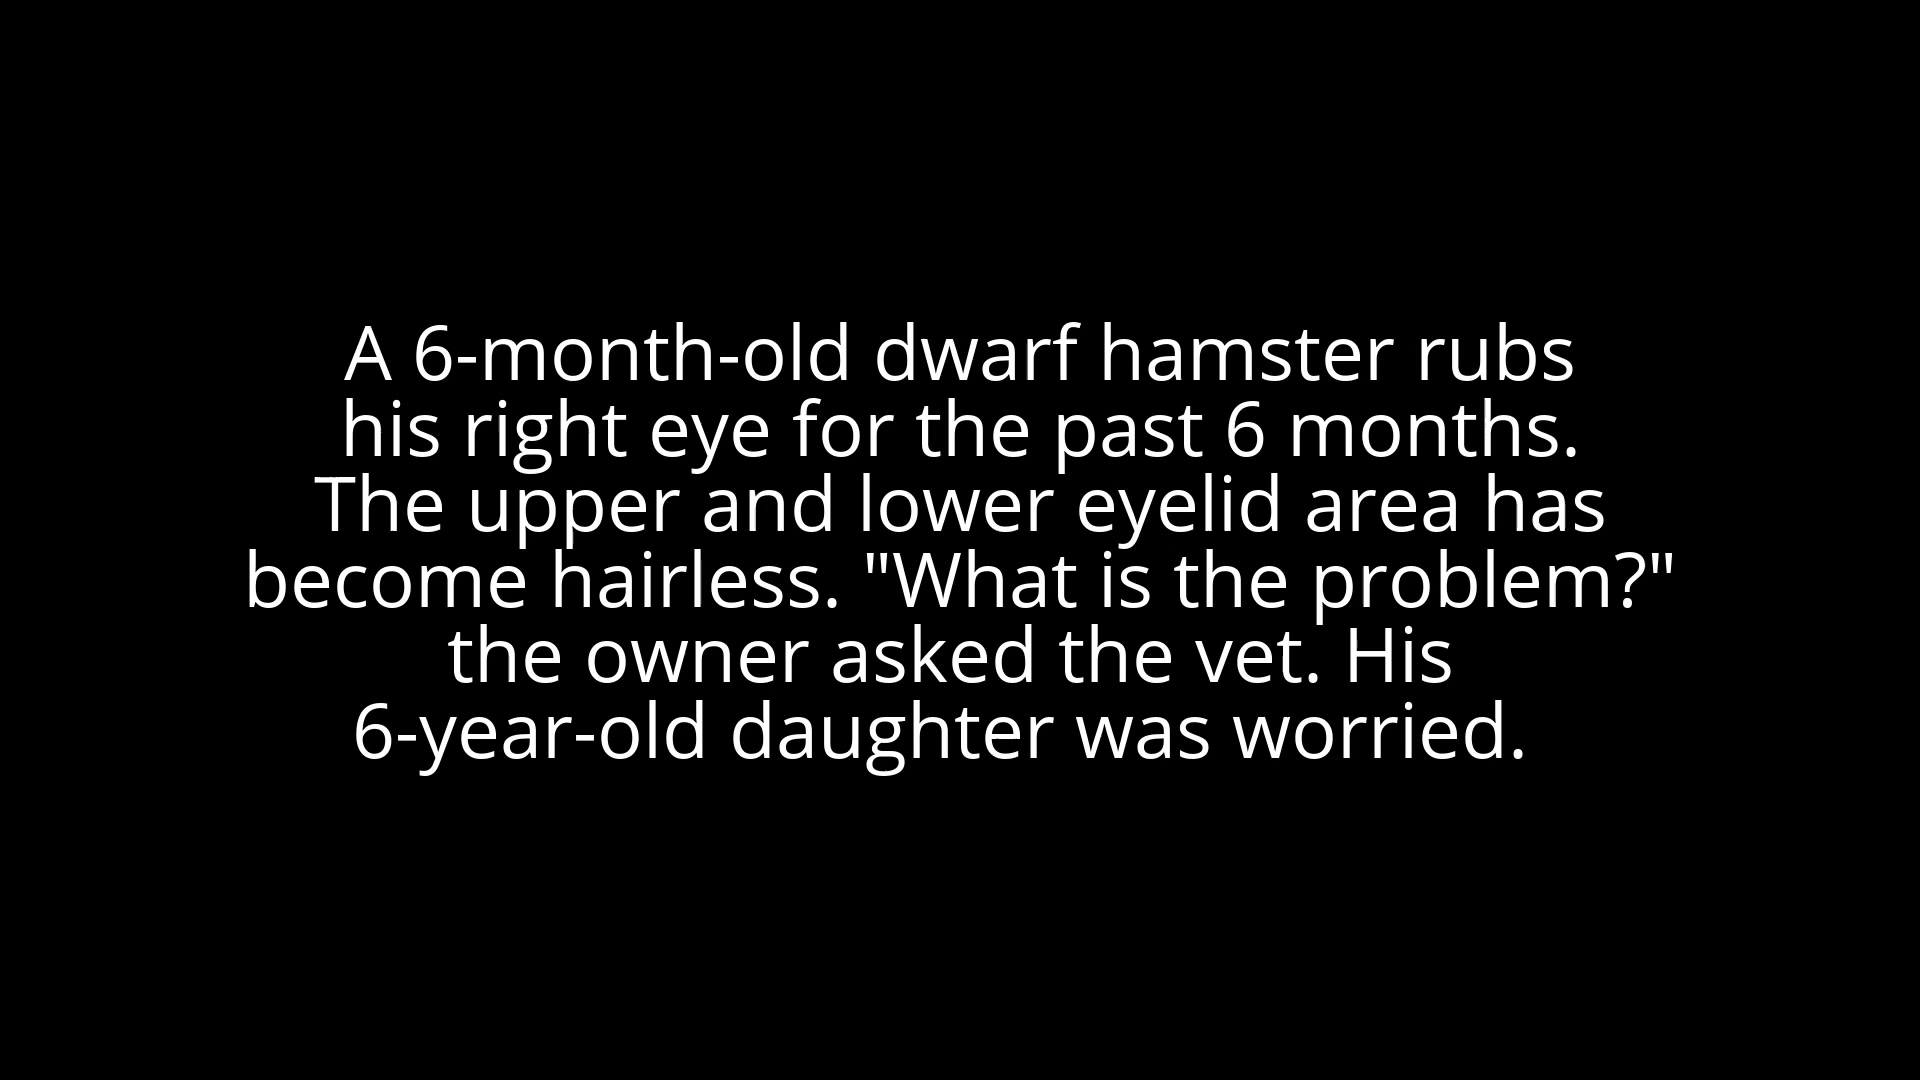 A 6-month-old dwarf hamster rubs
his right eye for the past 6 months.
The upper and lower eyelid area has
become hairless. "What is the problem?"
the owner asked the vet. His
6-year-old daughter was worried.